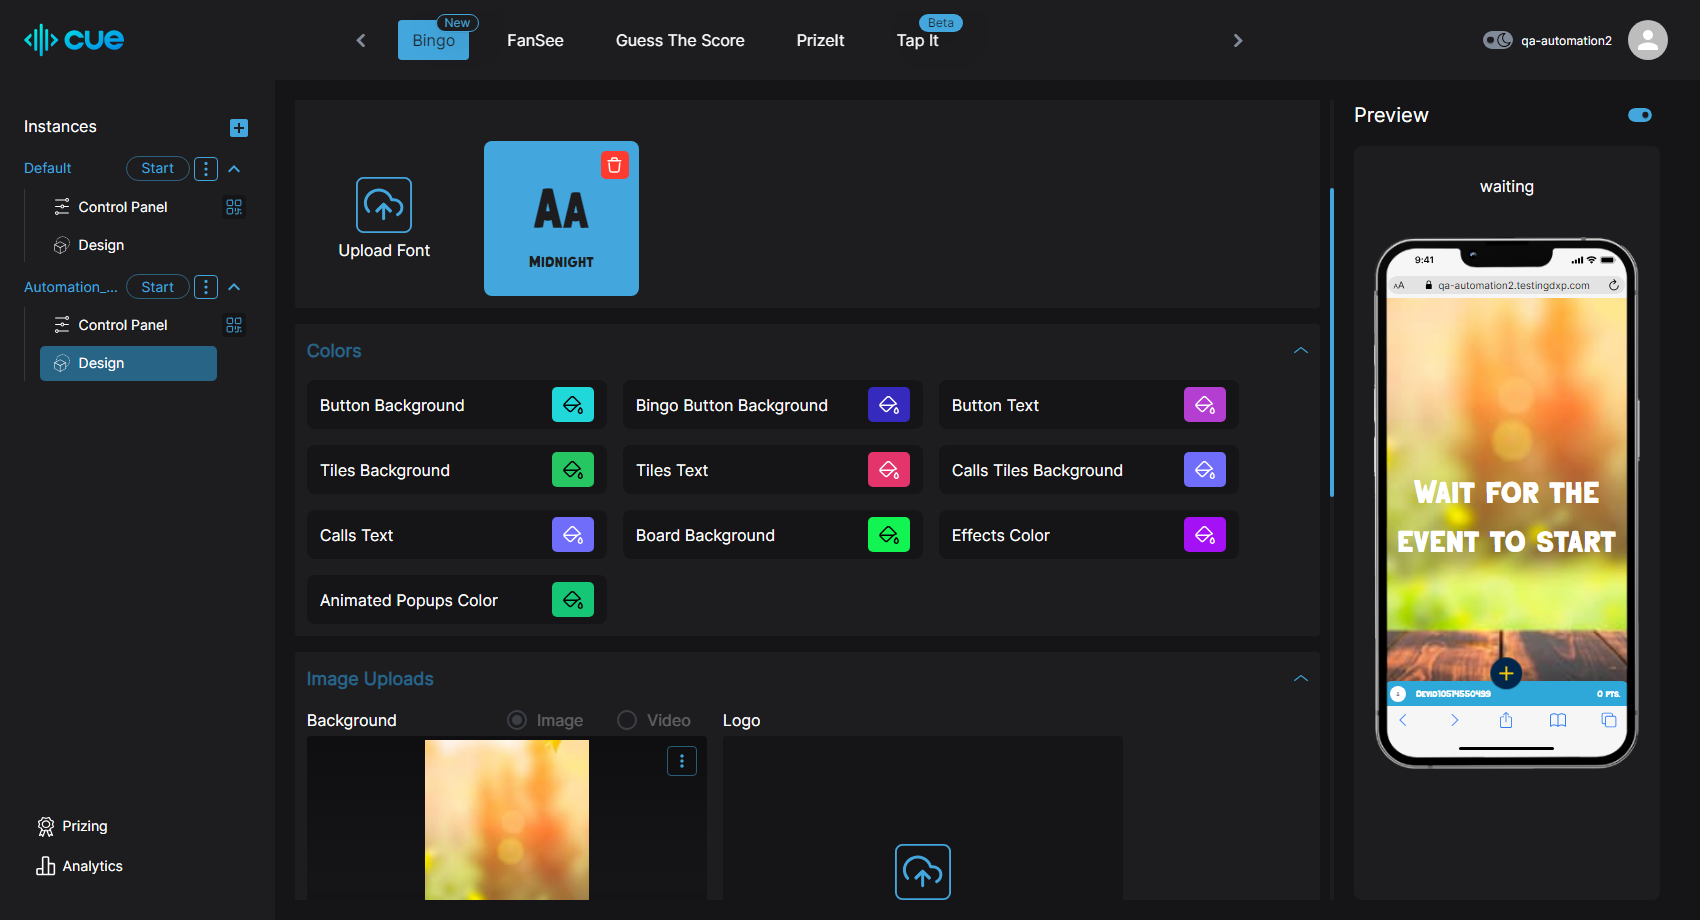 cue
Bingo
New
FanSee
Guess The Score
PrizeIt
Tap It
Beta
qa-automation2
Instances
Default
Start
Control Panel
Design
Automation_...
Start
Control Panel
Design
Prizing
Analytics
Upload Font
AA
Midnight
Colors
Button Background
Bingo Button Background
Button Text
Tiles Background
Tiles Text
Calls Tiles Background
Calls Text
Board Background
Effects Color
Animated Popups Color
Image Uploads
Background
Image
Video
Logo
Preview
waiting
9:41
AA
qa-automation2.testingdxp.com
Wait for the
event to start
0 pts.